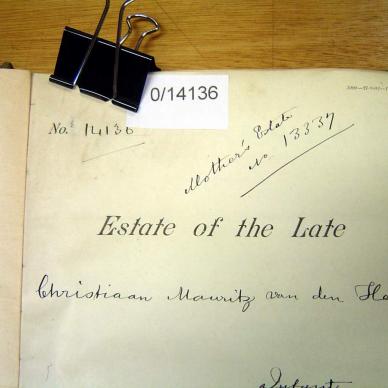 0/14136
No. 14136
Mother's Estate
No 13337
Estate of the Late
Christiaan Mauritz van den